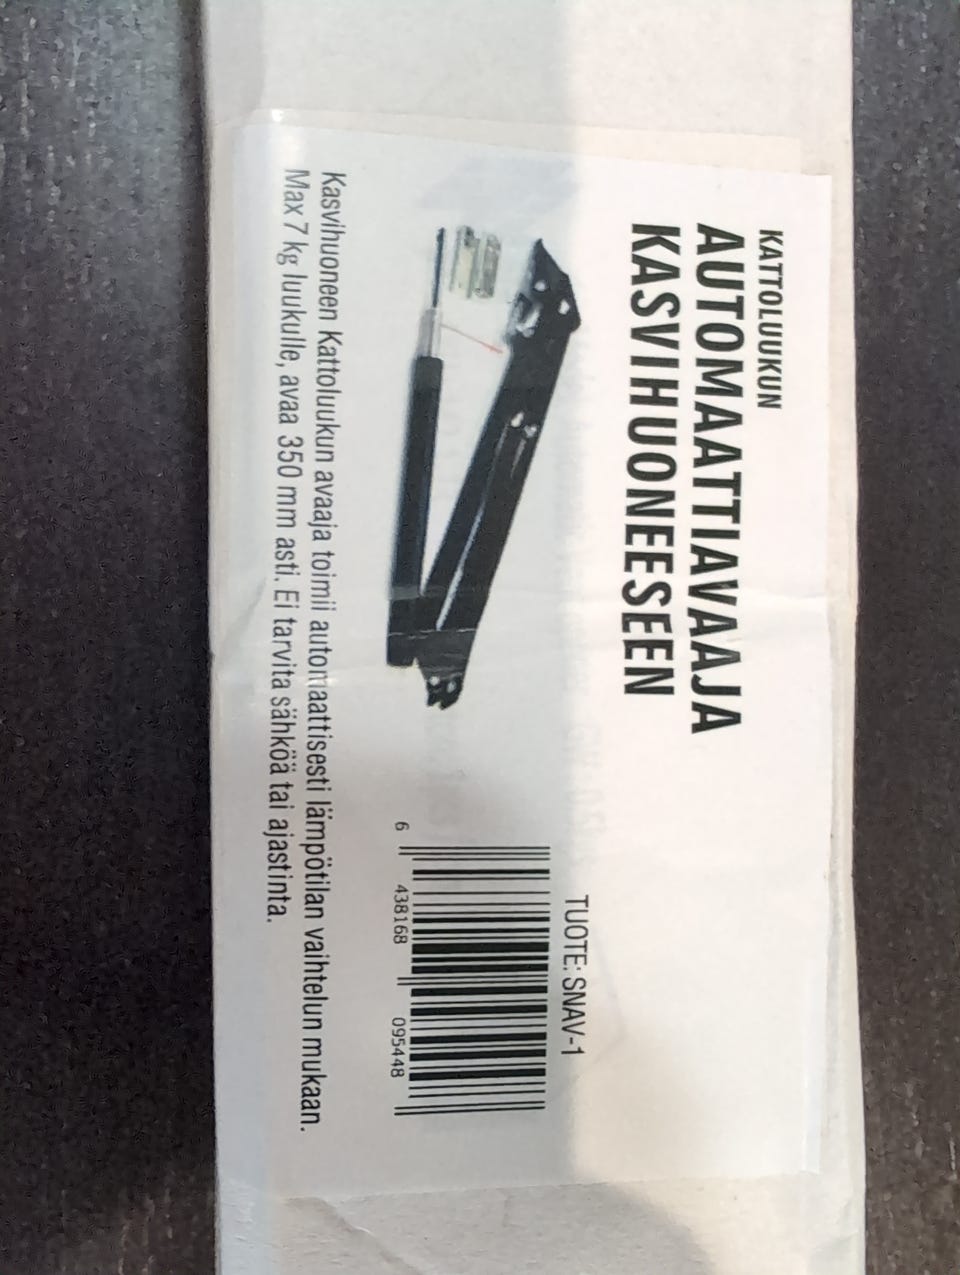 KATTOLUUKUN
AUTOMAATTIAVAAJA
KASVIHUONEESEEN
TUOTE: SNAV-1
6 438168 095448
Kasvihuoneen Kattoluukun avaaja toimii automaattisesti lämpötilan vaihtelun mukaan.
Max 7 kg luukulle, avaa 350 mm asti. Ei tarvita sähköä tai ajastinta.